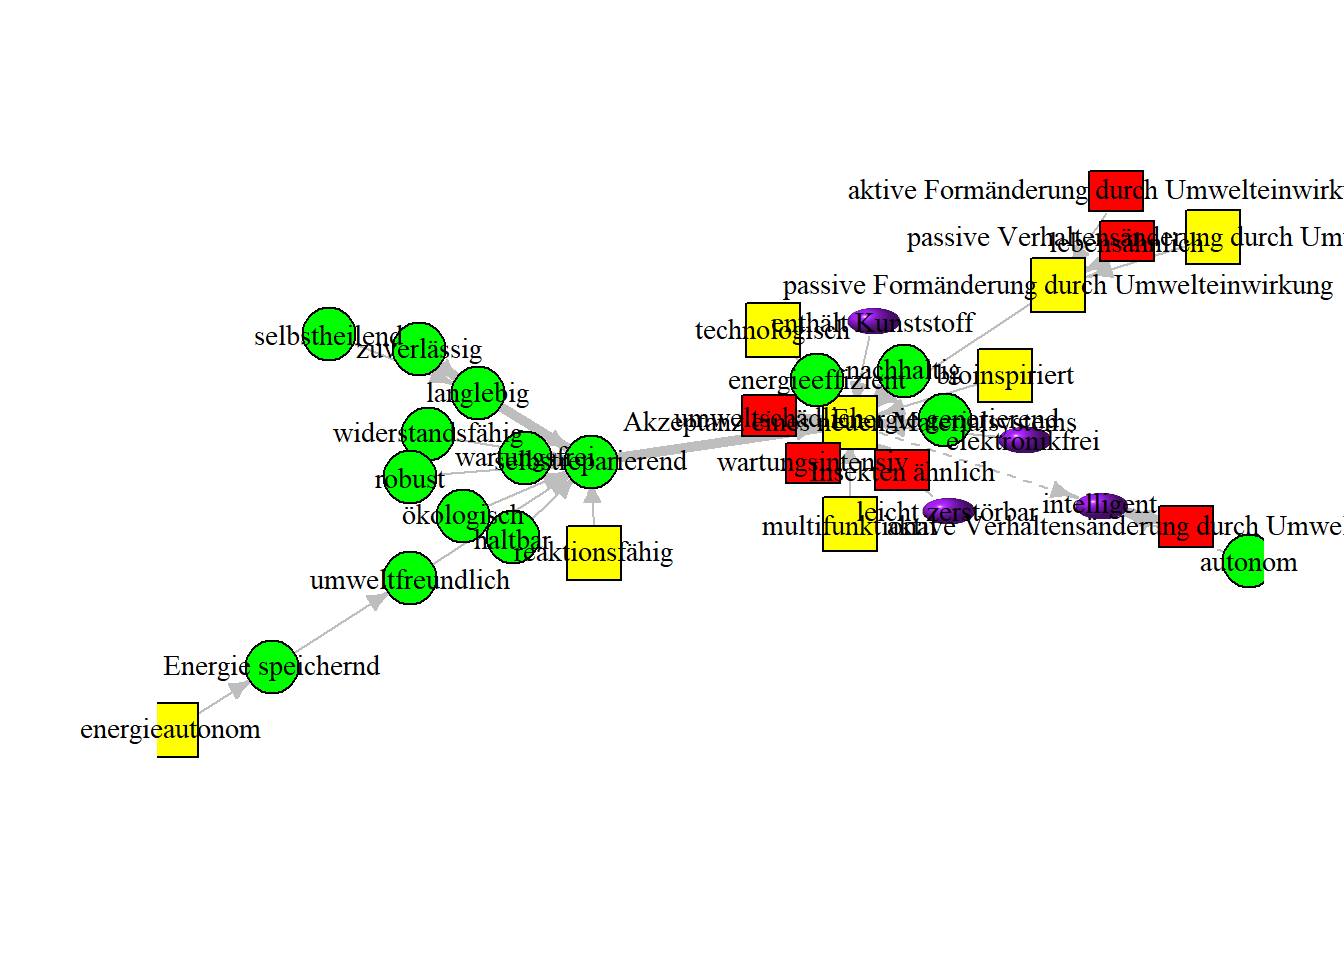 aktive Formänderung durch Umwelteinwirk
passive Verhaltensänderung durch Um
lebensähnlich
passive Formänderung durch Umwelteinwirkung
enthält Kunststoff
technologisch
selbstheilend
zuverlässig
nachhaltig
bioinspiriert
energieeffizient
langlebig
umweltschädlich
Energie generierend
Akzeptanz eines neuen Materialsystems
widerstandsfähig
elektronikfrei
wartungsfrei
selbstreparierend
wartungsintensiv
Insekten ähnlich
robust
intelligent
ökologisch
leicht zerstörbar
multifunktional
aktive Verhaltensänderung durch Umwel
haltbar
reaktionsfähig
autonom
umweltfreundlich
Energie speichernd
energieautonom